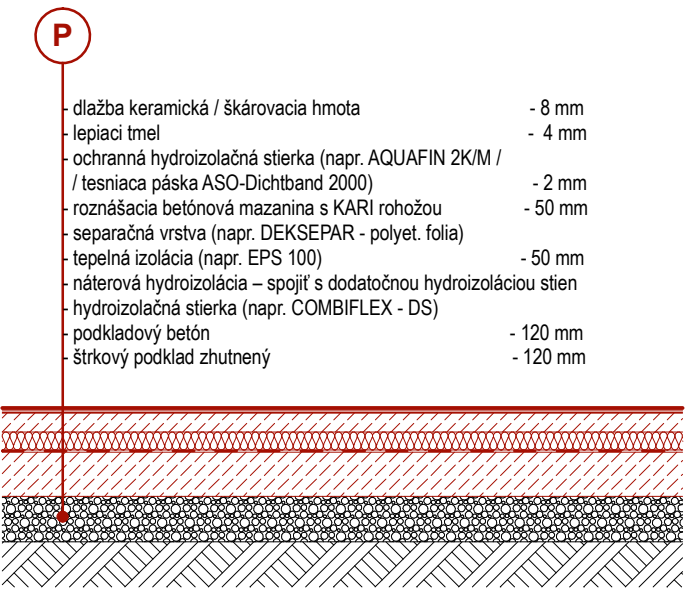 P
- dlažba keramická / škárovacia hmota - 8 mm
- lepiaci tmel - 4 mm
- ochranná hydroizolačná stierka (napr. AQUAFIN 2K/M /
/ tesniaca páska ASO-Dichtband 2000) - 2 mm
- roznášacia betónová mazanina s KARI rohožou - 50 mm
- separačná vrstva (napr. DEKSEPAR - polyet. folia)
- tepelná izolácia (napr. EPS 100) - 50 mm
- náterová hydroizolácia – spojiť s dodatočnou hydroizoláciou stien
- hydroizolačná stierka (napr. COMBIFLEX - DS)
- podkladový betón - 120 mm
- štrkový podklad zhutnený - 120 mm